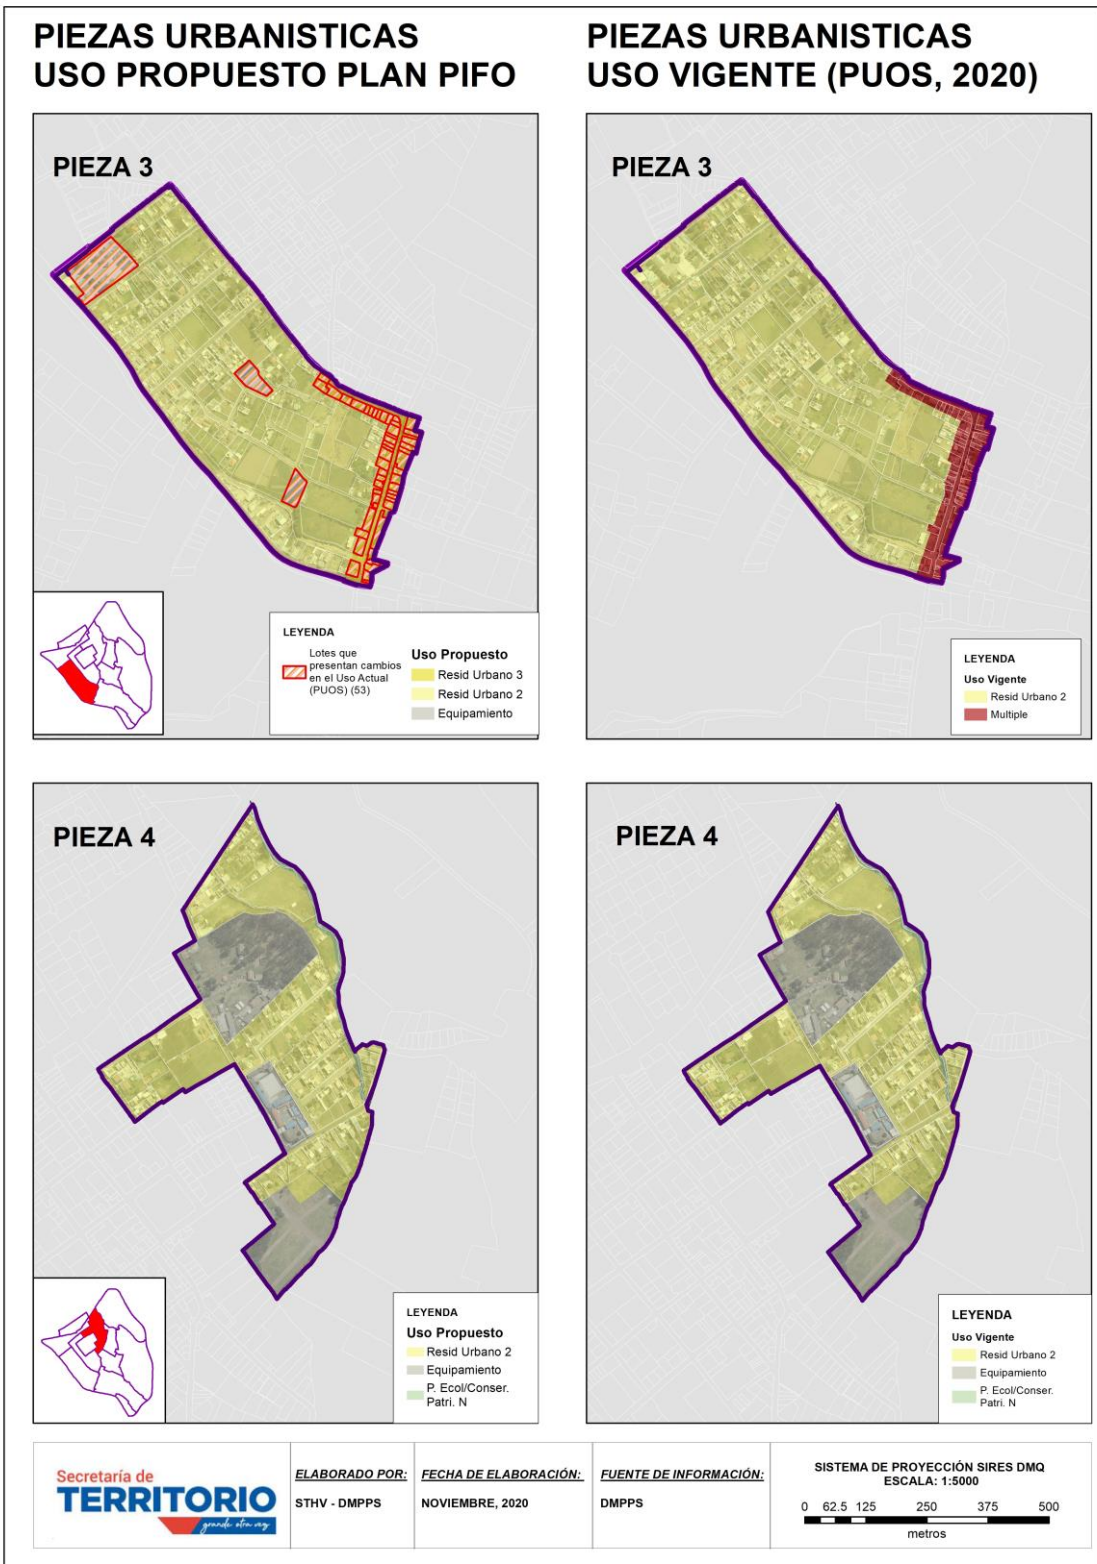 PIEZAS URBANISTICAS
USO PROPUESTO PLAN PIFO
PIEZAS URBANISTICAS
USO VIGENTE (PUOS, 2020)
PIEZA 3
LEYENDA
Lotes que
presentan cambios
en el Uso Actual
(PUOS) (53)
Uso Propuesto
Resid Urbano 3
Resid Urbano 2
Equipamiento
PIEZA 3
LEYENDA
Uso Vigente
Resid Urbano 2
Multiple
PIEZA 4
LEYENDA
Uso Propuesto
Resid Urbano 2
Equipamiento
P. Ecol/Conser.
Patri. N
PIEZA 4
LEYENDA
Uso Vigente
Resid Urbano 2
Equipamiento
P. Ecol/Conser.
Patri. N
Secretaría de
TERRITORIO
grande otra vez
ELABORADO POR:
STHV - DMPPS
FECHA DE ELABORACIÓN:
NOVIEMBRE, 2020
FUENTE DE INFORMACIÓN:
DMPPS
SISTEMA DE PROYECCIÓN SIRES DMQ
ESCALA: 1:5000
0 62.5 125 250 375 500
metros